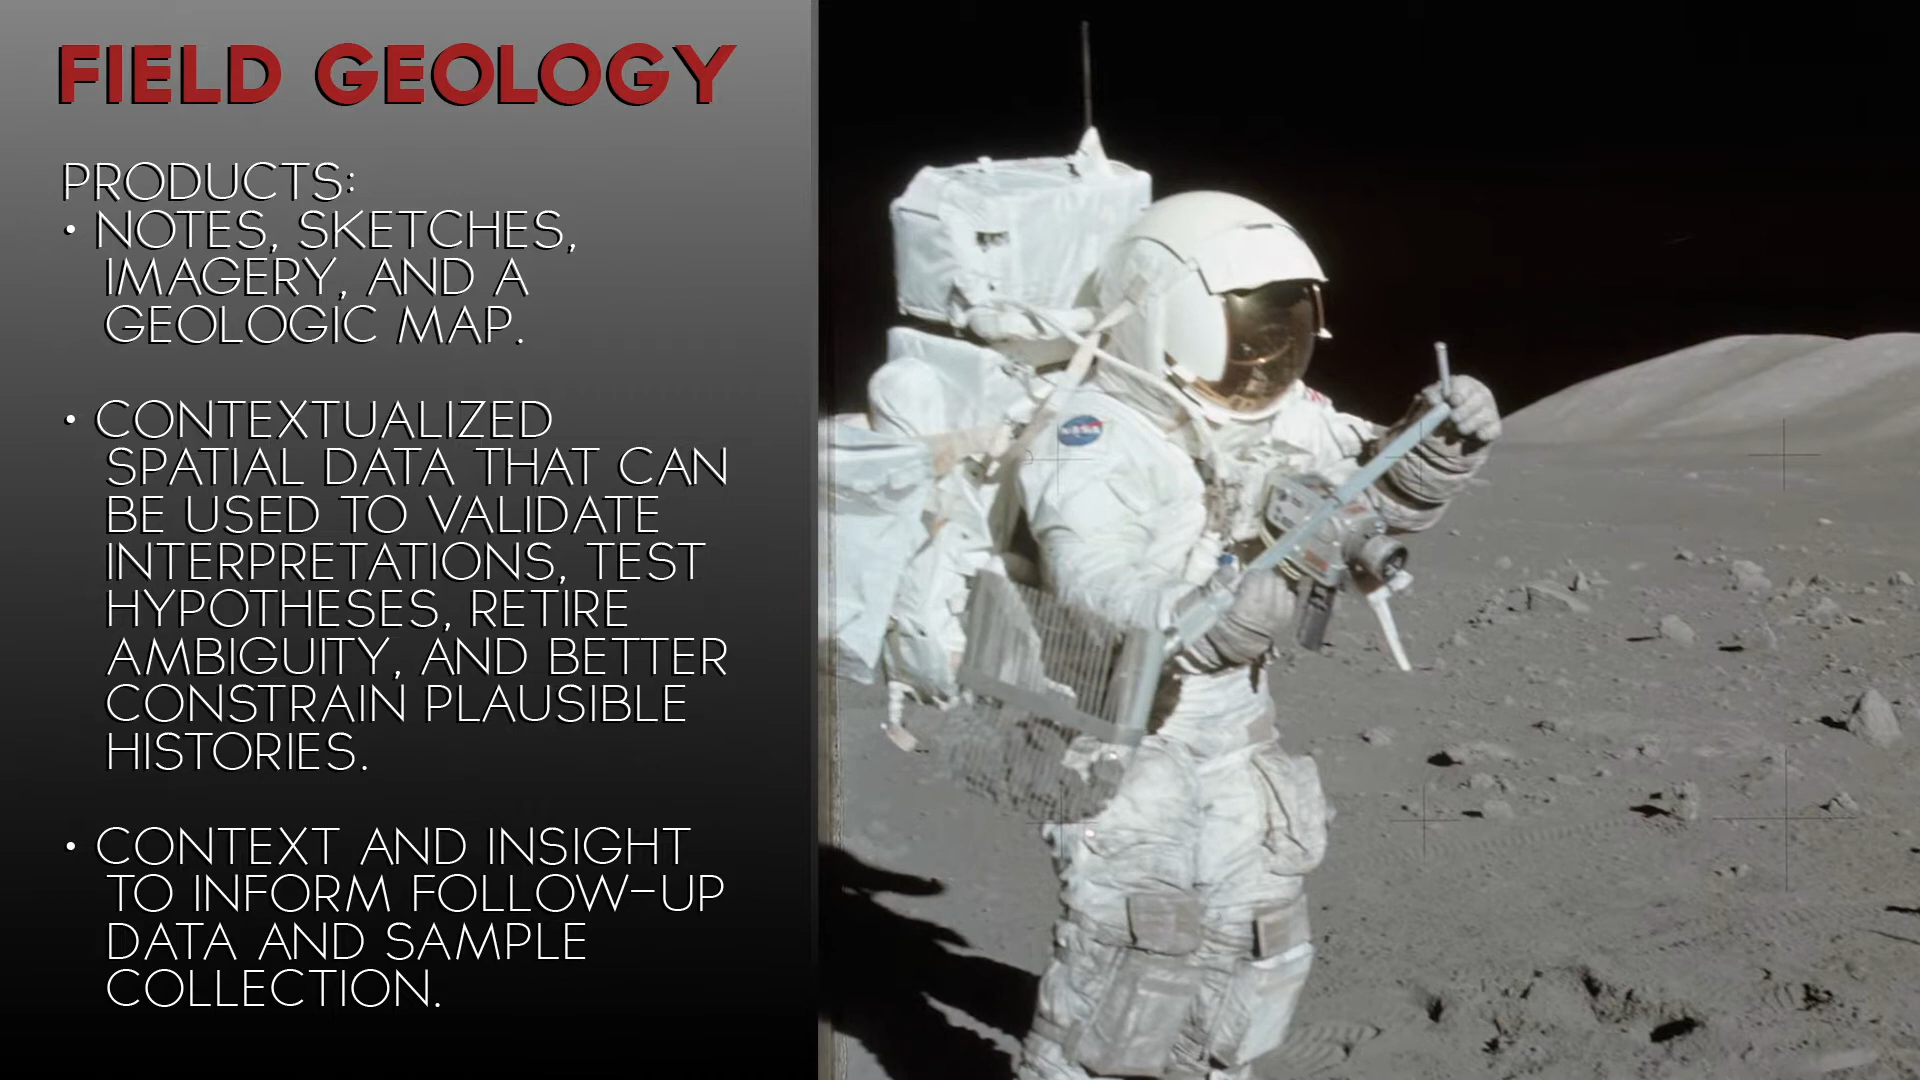 FIELD GEOLOGY
PRODUCTS:
• NOTES, SKETCHES,
IMAGERY, AND A
GEOLOGIC MAP.
• CONTEXTUALIZED
SPATIAL DATA THAT CAN
BE USED TO VALIDATE
INTERPRETATIONS, TEST
HYPOTHESES, RETIRE
AMBIGUITY, AND BETTER
CONSTRAIN PLAUSIBLE
HISTORIES.
• CONTEXT AND INSIGHT
TO INFORM FOLLOW-UP
DATA AND SAMPLE
COLLECTION.
NASA